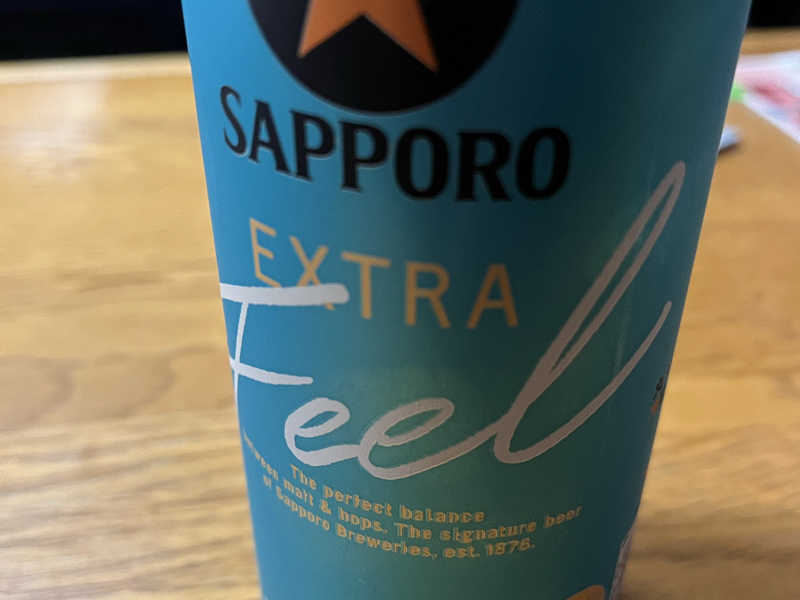 SAPPORO
EXTRA
Feel
The perfect balance
between malt & hops. The signature beer
of Sapporo Breweries, est. 1876.